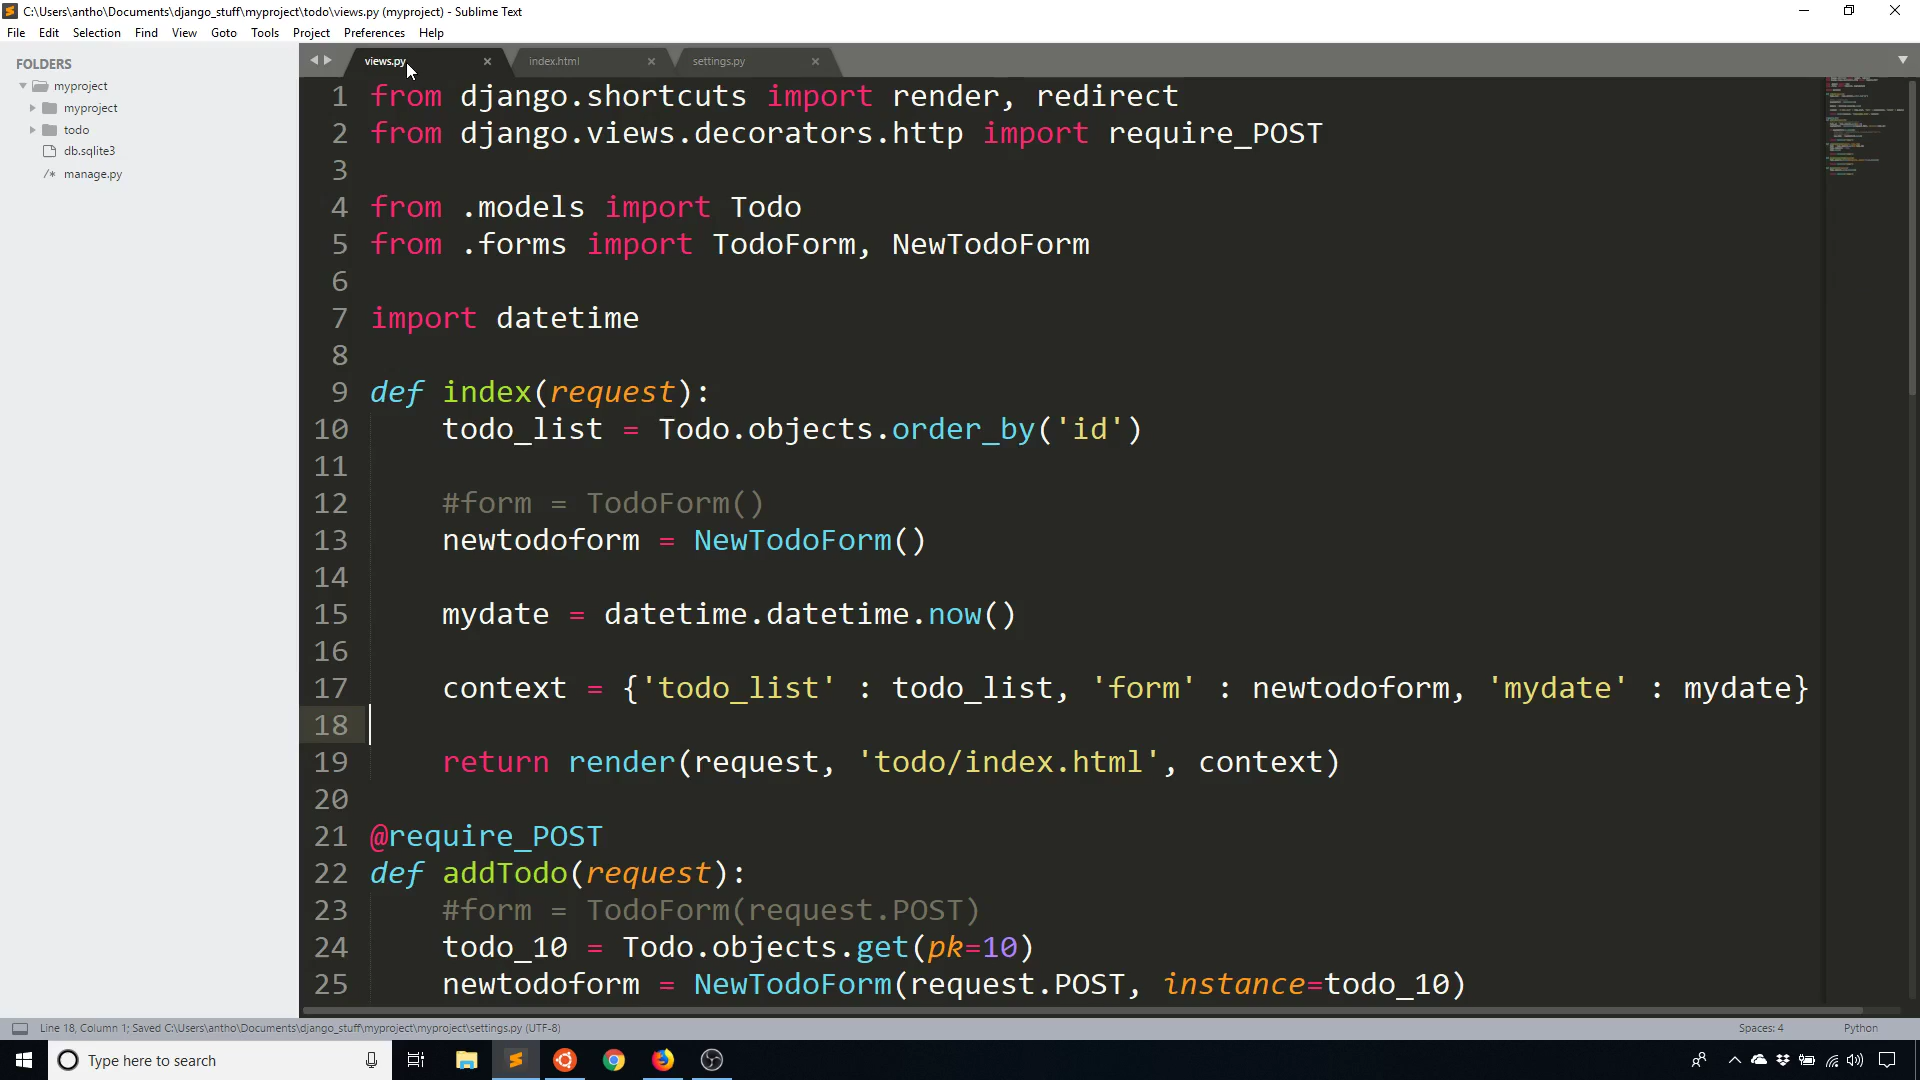 C:\Users\antho\Documents\django_stuff\myproject\todo\views.py (myproject) - Sublime Text
File Edit Selection Find View Goto Tools Project Preferences Help
FOLDERS
myproject
myproject
todo
db.sqlite3
/* manage.py
views.py index.html settings.py
1 from django.shortcuts import render, redirect
2 from django.views.decorators.http import require_POST
3
4 from .models import Todo
5 from .forms import TodoForm, NewTodoForm
6
7 import datetime
8
9 def index(request):
10 todo_list = Todo.objects.order_by('id')
11
12 #form = TodoForm()
13 newtodoform = NewTodoForm()
14
15 mydate = datetime.datetime.now()
16
17 context = {'todo_list' : todo_list, 'form' : newtodoform, 'mydate' : mydate}
18
19 return render(request, 'todo/index.html', context)
20
21 @require_POST
22 def addTodo(request):
23 #form = TodoForm(request.POST)
24 todo_10 = Todo.objects.get(pk=10)
25 newtodoform = NewTodoForm(request.POST, instance=todo_10)
Line 18, Column 1; Saved C:\Users\antho\Documents\django_stuff\myproject\myproject\settings.py (UTF-8) Spaces: 4 Python
Type here to search